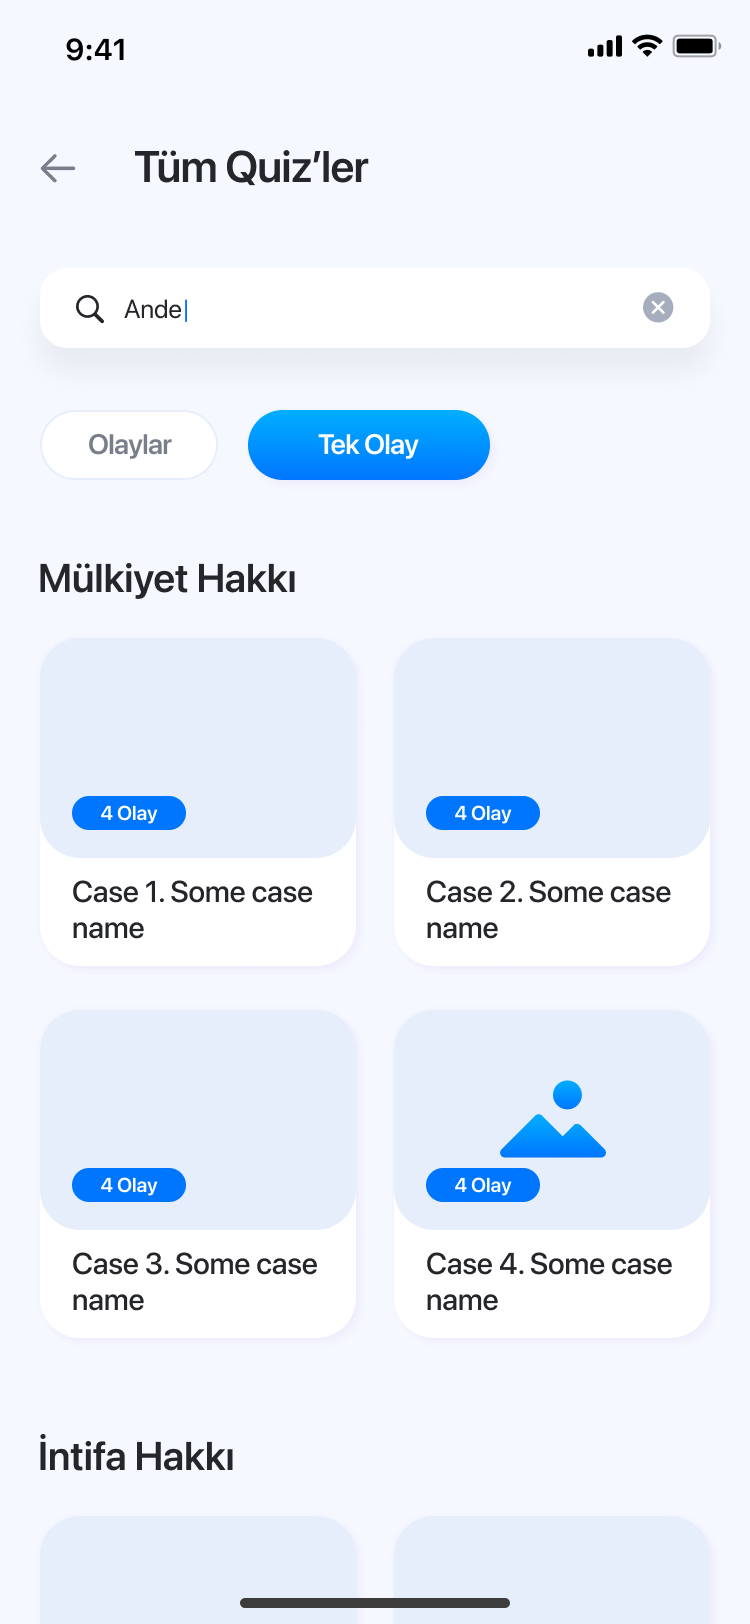 9:41
Tüm Quiz’ler
Ande
Olaylar
Tek Olay
Mülkiyet Hakkı
4 Olay
4 Olay
Case 1. Some case
name
Case 2. Some case
name
4 Olay
4 Olay
Case 3. Some case
name
Case 4. Some case
name
İntifa Hakkı